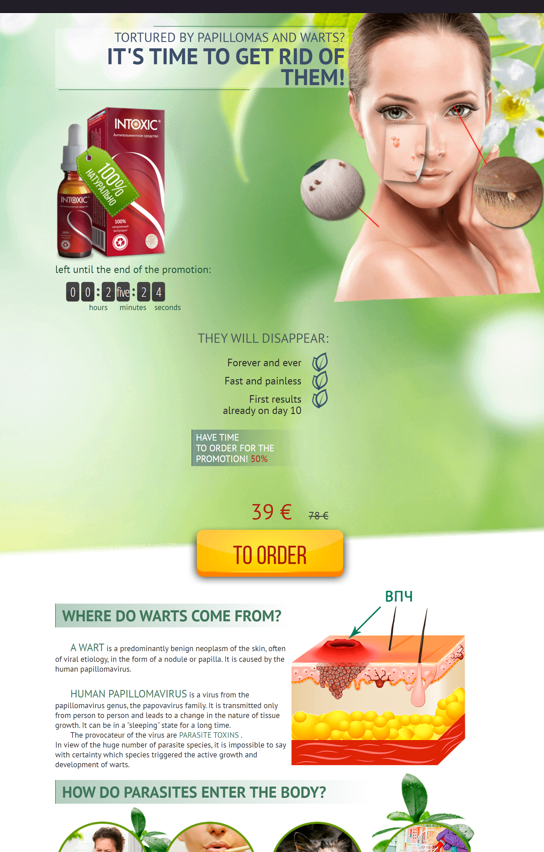 TORTURED BY PAPILLOMAS AND WARTS?
IT'S TIME TO GET RID OF
THEM!
INTOXIC
Антипаразитарное средство
100%
НАТУРАЛЬНО
INTOXIC
100%
left until the end of the promotion:
0 0 : 2 five : 2 4
hours minutes seconds
THEY WILL DISAPPEAR:
Forever and ever
Fast and painless
First results
already on day 10
HAVE TIME
TO ORDER FOR THE
PROMOTION! 50%
39 € 78 €
TO ORDER
ВПЧ
WHERE DO WARTS COME FROM?
A WART is a predominantly benign neoplasm of the skin, often
of viral etiology, in the form of a nodule or papilla. It is caused by the
human papillomavirus.
HUMAN PAPILLOMAVIRUS is a virus from the
papillomavirus genus, the papovavirus family. It is transmitted only
from person to person and leads to a change in the nature of tissue
growth. It can be in a "sleeping" state for a long time.
The provocateur of the virus are PARASITE TOXINS .
In view of the huge number of parasite species, it is impossible to say
with certainty which species triggered the active growth and
development of warts.
HOW DO PARASITES ENTER THE BODY?